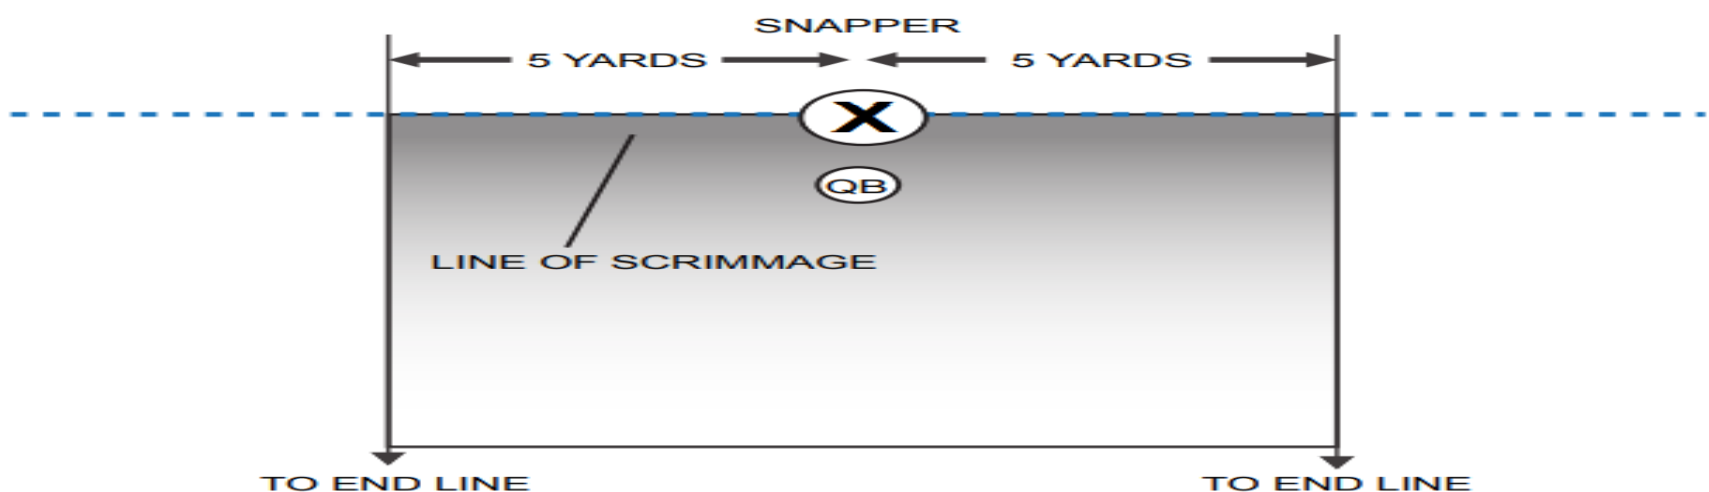 SNAPPER
5 YARDS 5 YARDS
X
QB
LINE OF SCRIMMAGE
TO END LINE TO END LINE